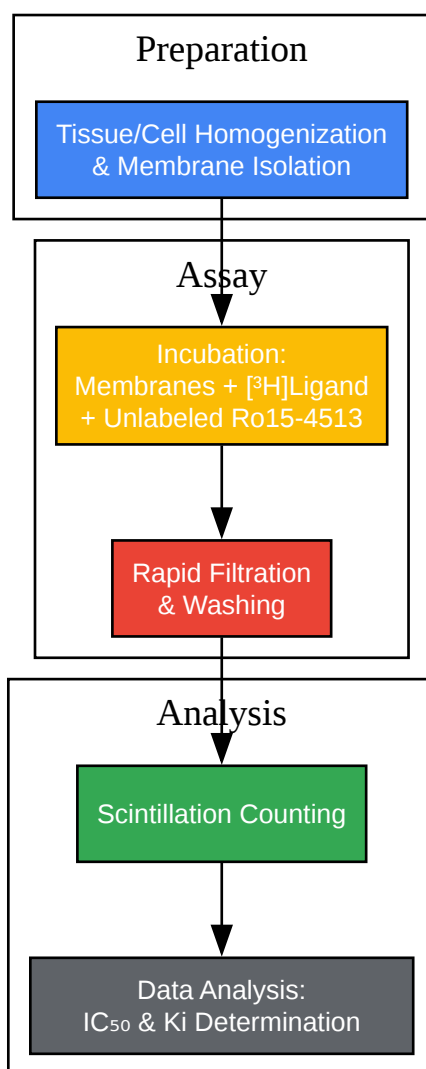 Preparation
Tissue/Cell Homogenization
& Membrane Isolation
Assay
Incubation:
Membranes + [³H]Ligand
+ Unlabeled Ro15-4513
Rapid Filtration
& Washing
Analysis
Scintillation Counting
Data Analysis:
IC₅₀ & Ki Determination